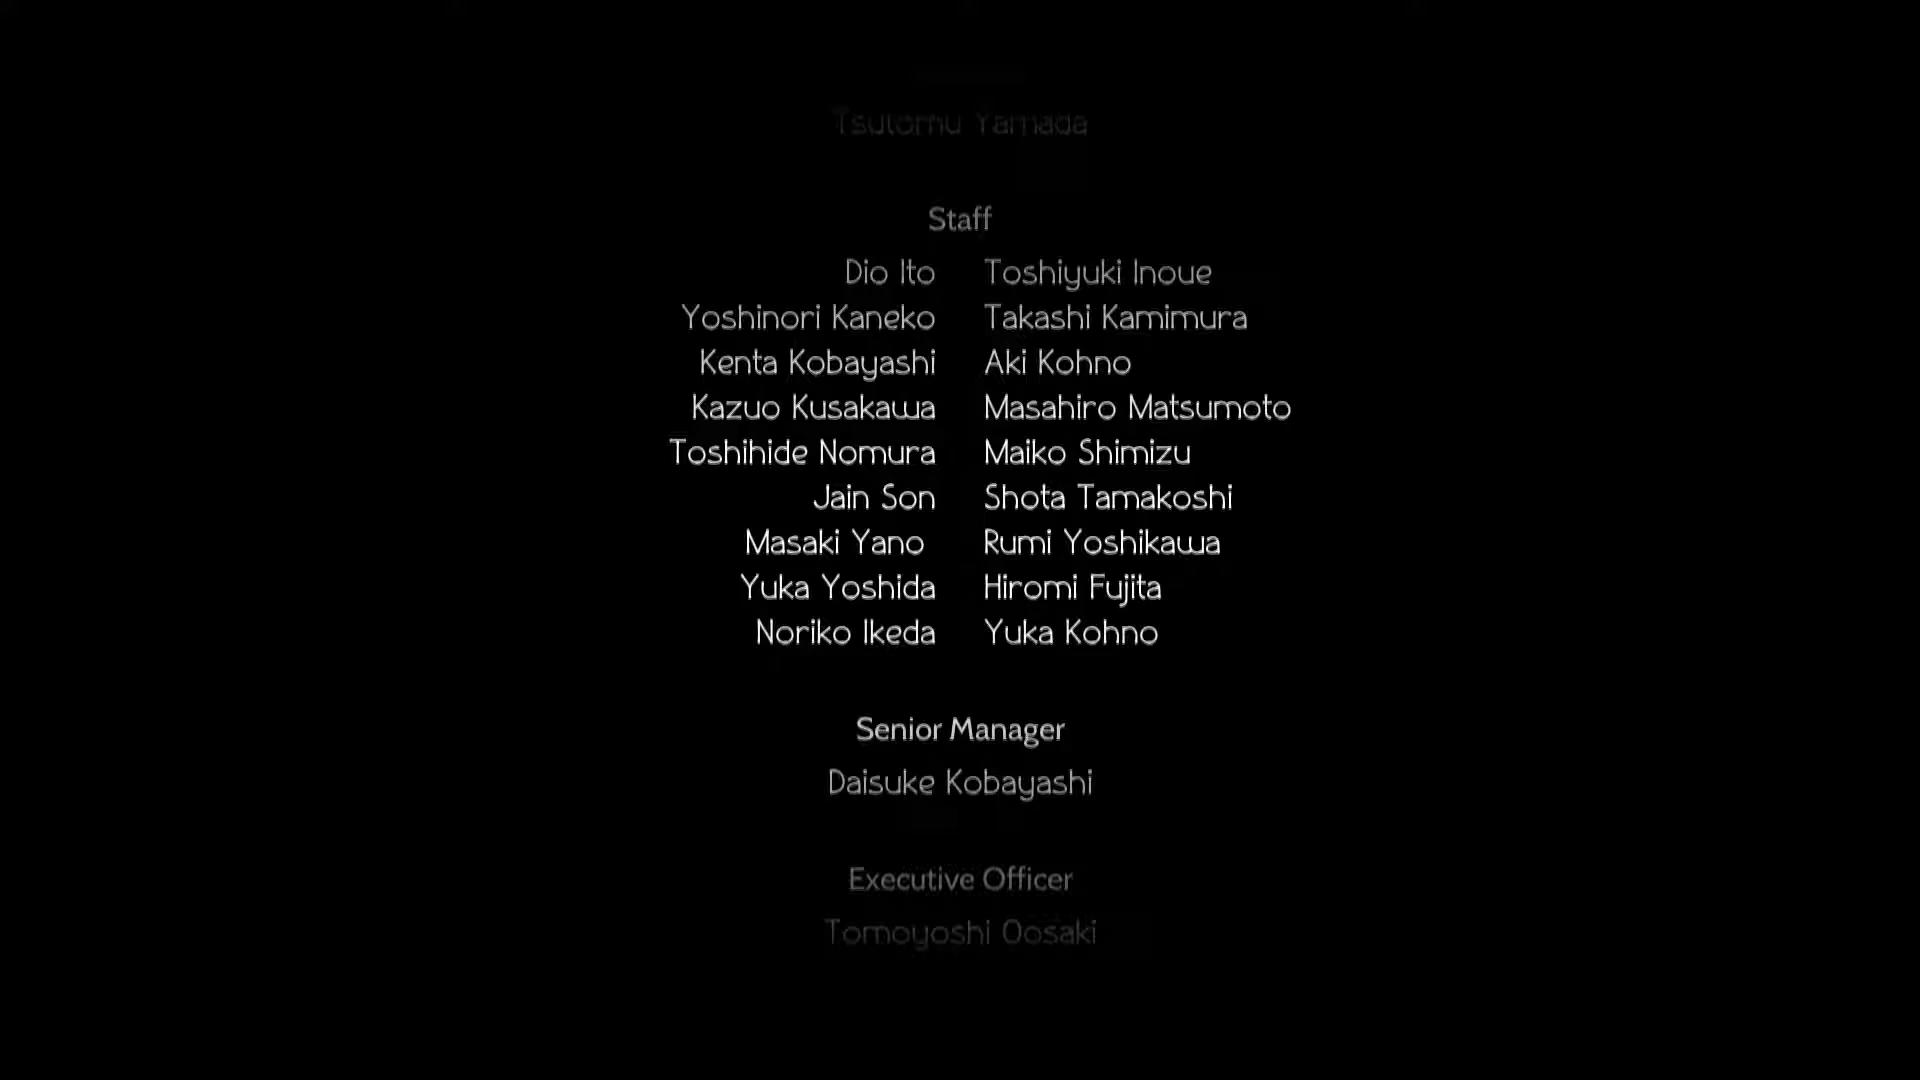 Tsutomu Yamada
Staff
Dio Ito Toshiyuki Inoue
Yoshinori Kaneko Takashi Kamimura
Kenta Kobayashi Aki Kohno
Kazuo Kusakawa Masahiro Matsumoto
Toshihide Nomura Maiko Shimizu
Jain Son Shota Tamakoshi
Masaki Yano Rumi Yoshikawa
Yuka Yoshida Hiromi Fujita
Noriko Ikeda Yuka Kohno
Senior Manager
Daisuke Kobayashi
Executive Officer
Tomoyoshi Oosaki